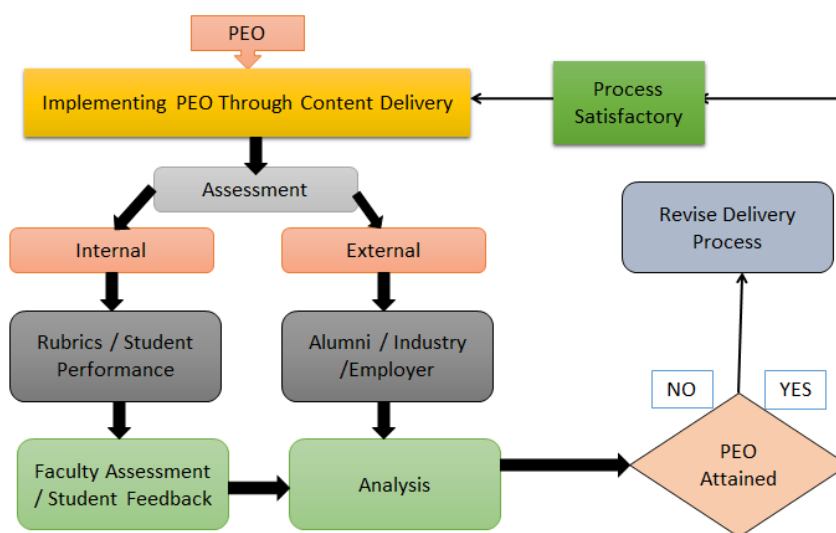 PEO
Implementing PEO Through Content Delivery
Process
Satisfactory
Assessment
Revise Delivery
Process
Internal
External
Rubrics / Student
Performance
Alumni / Industry
/Employer
NO
YES
PEO
Attained
Faculty Assessment
/ Student Feedback
Analysis